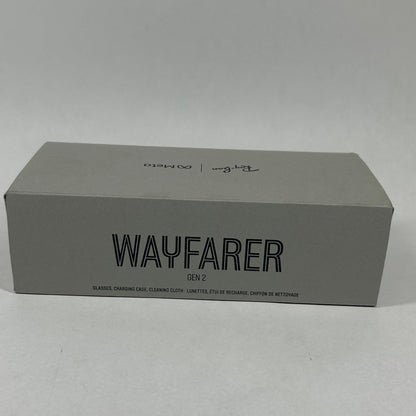 Ray-Ban | Meta
WAYFARER
GEN 2
GLASSES, CHARGING CASE, CLEANING CLOTH · LUNETTES, ÉTUI DE RECHARGE, CHIFFON DE NETTOYAGE